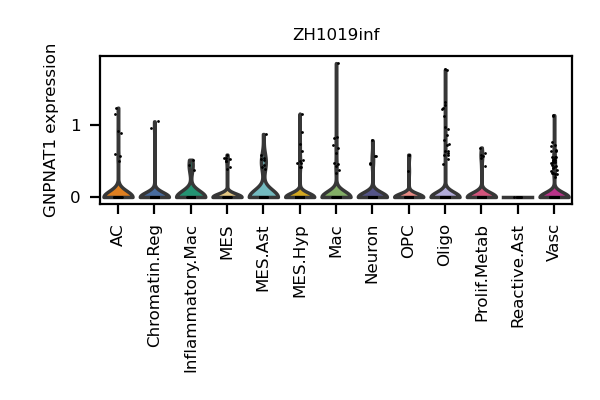 ZH1019inf
GNPNAT1 expression
1
0
AC
Chromatin.Reg
Inflammatory.Mac
MES
MES.Ast
MES.Hyp
Mac
Neuron
OPC
Oligo
Prolif.Metab
Reactive.Ast
Vasc